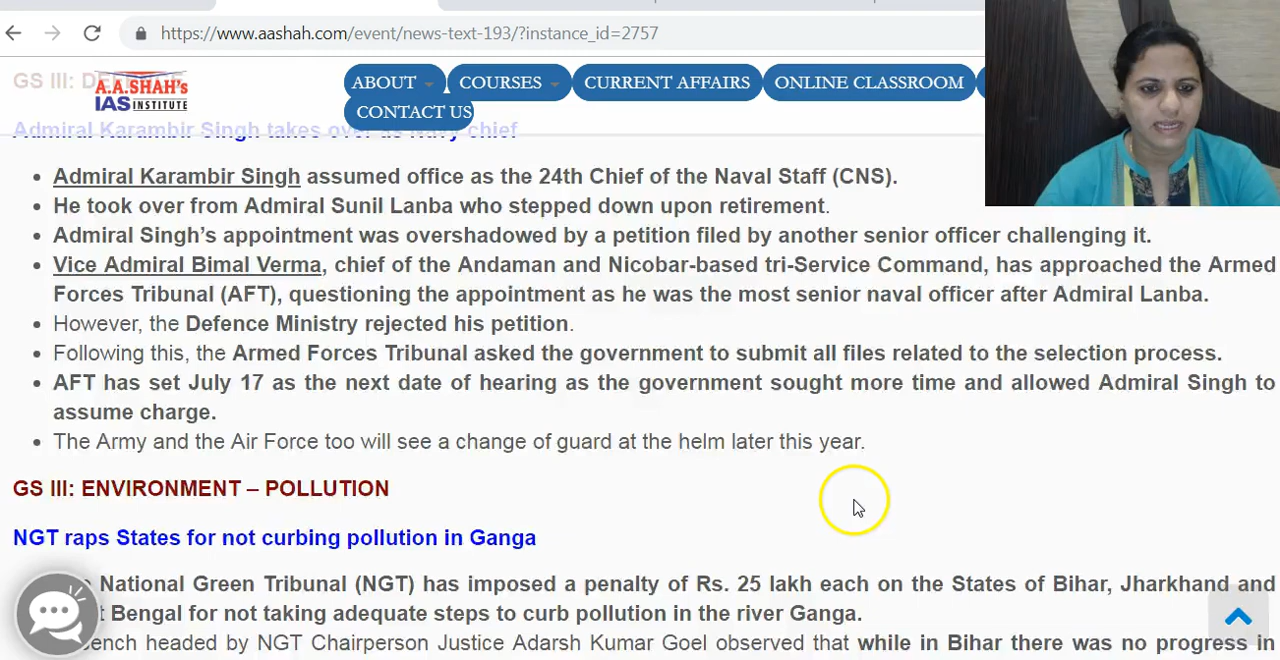 https://www.aashah.com/event/news-text-193/?instance_id=2757
GS III: DEFENCE
A.A.SHAH'S
IAS INSTITUTE
ABOUT
COURSES
CURRENT AFFAIRS
ONLINE CLASSROOM
CONTACT US
Admiral Karambir Singh takes over as Navy chief
Admiral Karambir Singh assumed office as the 24th Chief of the Naval Staff (CNS).
He took over from Admiral Sunil Lanba who stepped down upon retirement.
Admiral Singh's appointment was overshadowed by a petition filed by another senior officer challenging it.
Vice Admiral Bimal Verma, chief of the Andaman and Nicobar-based tri-Service Command, has approached the Armed
Forces Tribunal (AFT), questioning the appointment as he was the most senior naval officer after Admiral Lanba.
However, the Defence Ministry rejected his petition.
Following this, the Armed Forces Tribunal asked the government to submit all files related to the selection process.
AFT has set July 17 as the next date of hearing as the government sought more time and allowed Admiral Singh to
assume charge.
The Army and the Air Force too will see a change of guard at the helm later this year.
GS III: ENVIRONMENT – POLLUTION
NGT raps States for not curbing pollution in Ganga
National Green Tribunal (NGT) has imposed a penalty of Rs. 25 lakh each on the States of Bihar, Jharkhand and
Bengal for not taking adequate steps to curb pollution in the river Ganga.
headed by NGT Chairperson Justice Adarsh Kumar Goel observed that while in Bihar there was no progress in